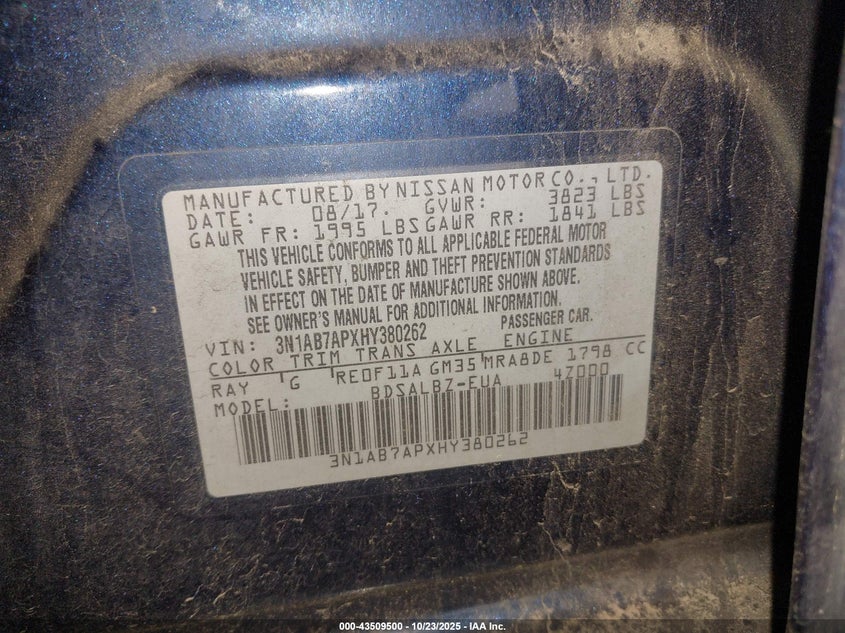 MANUFACTURED BY NISSAN MOTOR CO., LTD.
DATE: 08/17. GVWR: 3823 LBS
GAWR FR: 1995 LBS GAWR RR: 1841 LBS
THIS VEHICLE CONFORMS TO ALL APPLICABLE FEDERAL MOTOR
VEHICLE SAFETY, BUMPER AND THEFT PREVENTION STANDARDS
IN EFFECT ON THE DATE OF MANUFACTURE SHOWN ABOVE.
SEE OWNER'S MANUAL FOR ADDITIONAL INFORMATION.
VIN: 3N1AB7APXHY380262 PASSENGER CAR.
COLOR TRIM TRANS AXLE ENGINE
RAY G RE0F11A GM35 MRA8DE 1798 CC
MODEL: BDSALBZ-EUA 4Z000
3N1AB7APXHY380262
000-43509500 - 10/23/2025 - IAA Inc.